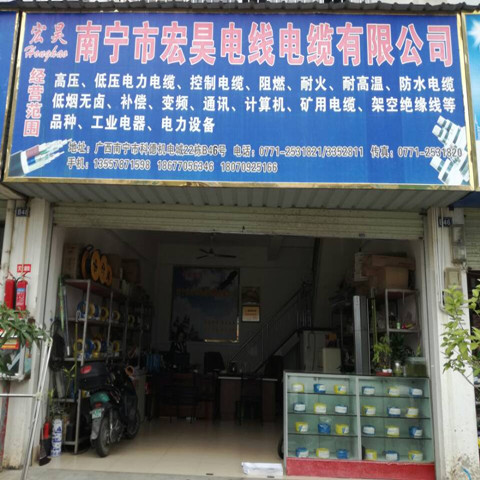 宏昊
Honghao
南宁市宏昊电线电缆有限公司
经营范围
高压、低压电力电缆、控制电缆、阻燃、耐火、耐高温、防水电缆
低烟无卤、补偿、变频、通讯、计算机、矿用电缆、架空绝缘线等
品种、工业电器、电力设备
地址：广西南宁市科德机电城22栋B46号 电话：0771-2531821/3352911 传真：0771-2531820
手机：13557871598 18677056346 18070925166